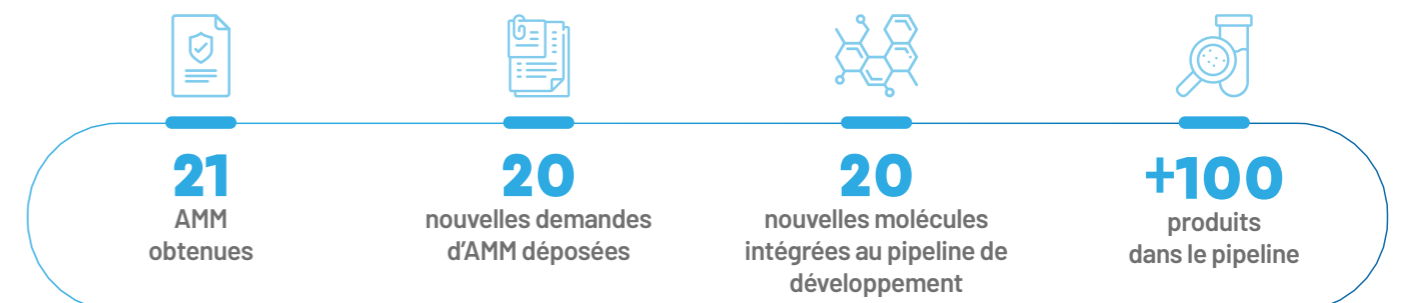 21
AMM
obtenues
20
nouvelles demandes
d'AMM déposées
20
nouvelles molécules
intégrées au pipeline de
développement
+100
produits
dans le pipeline